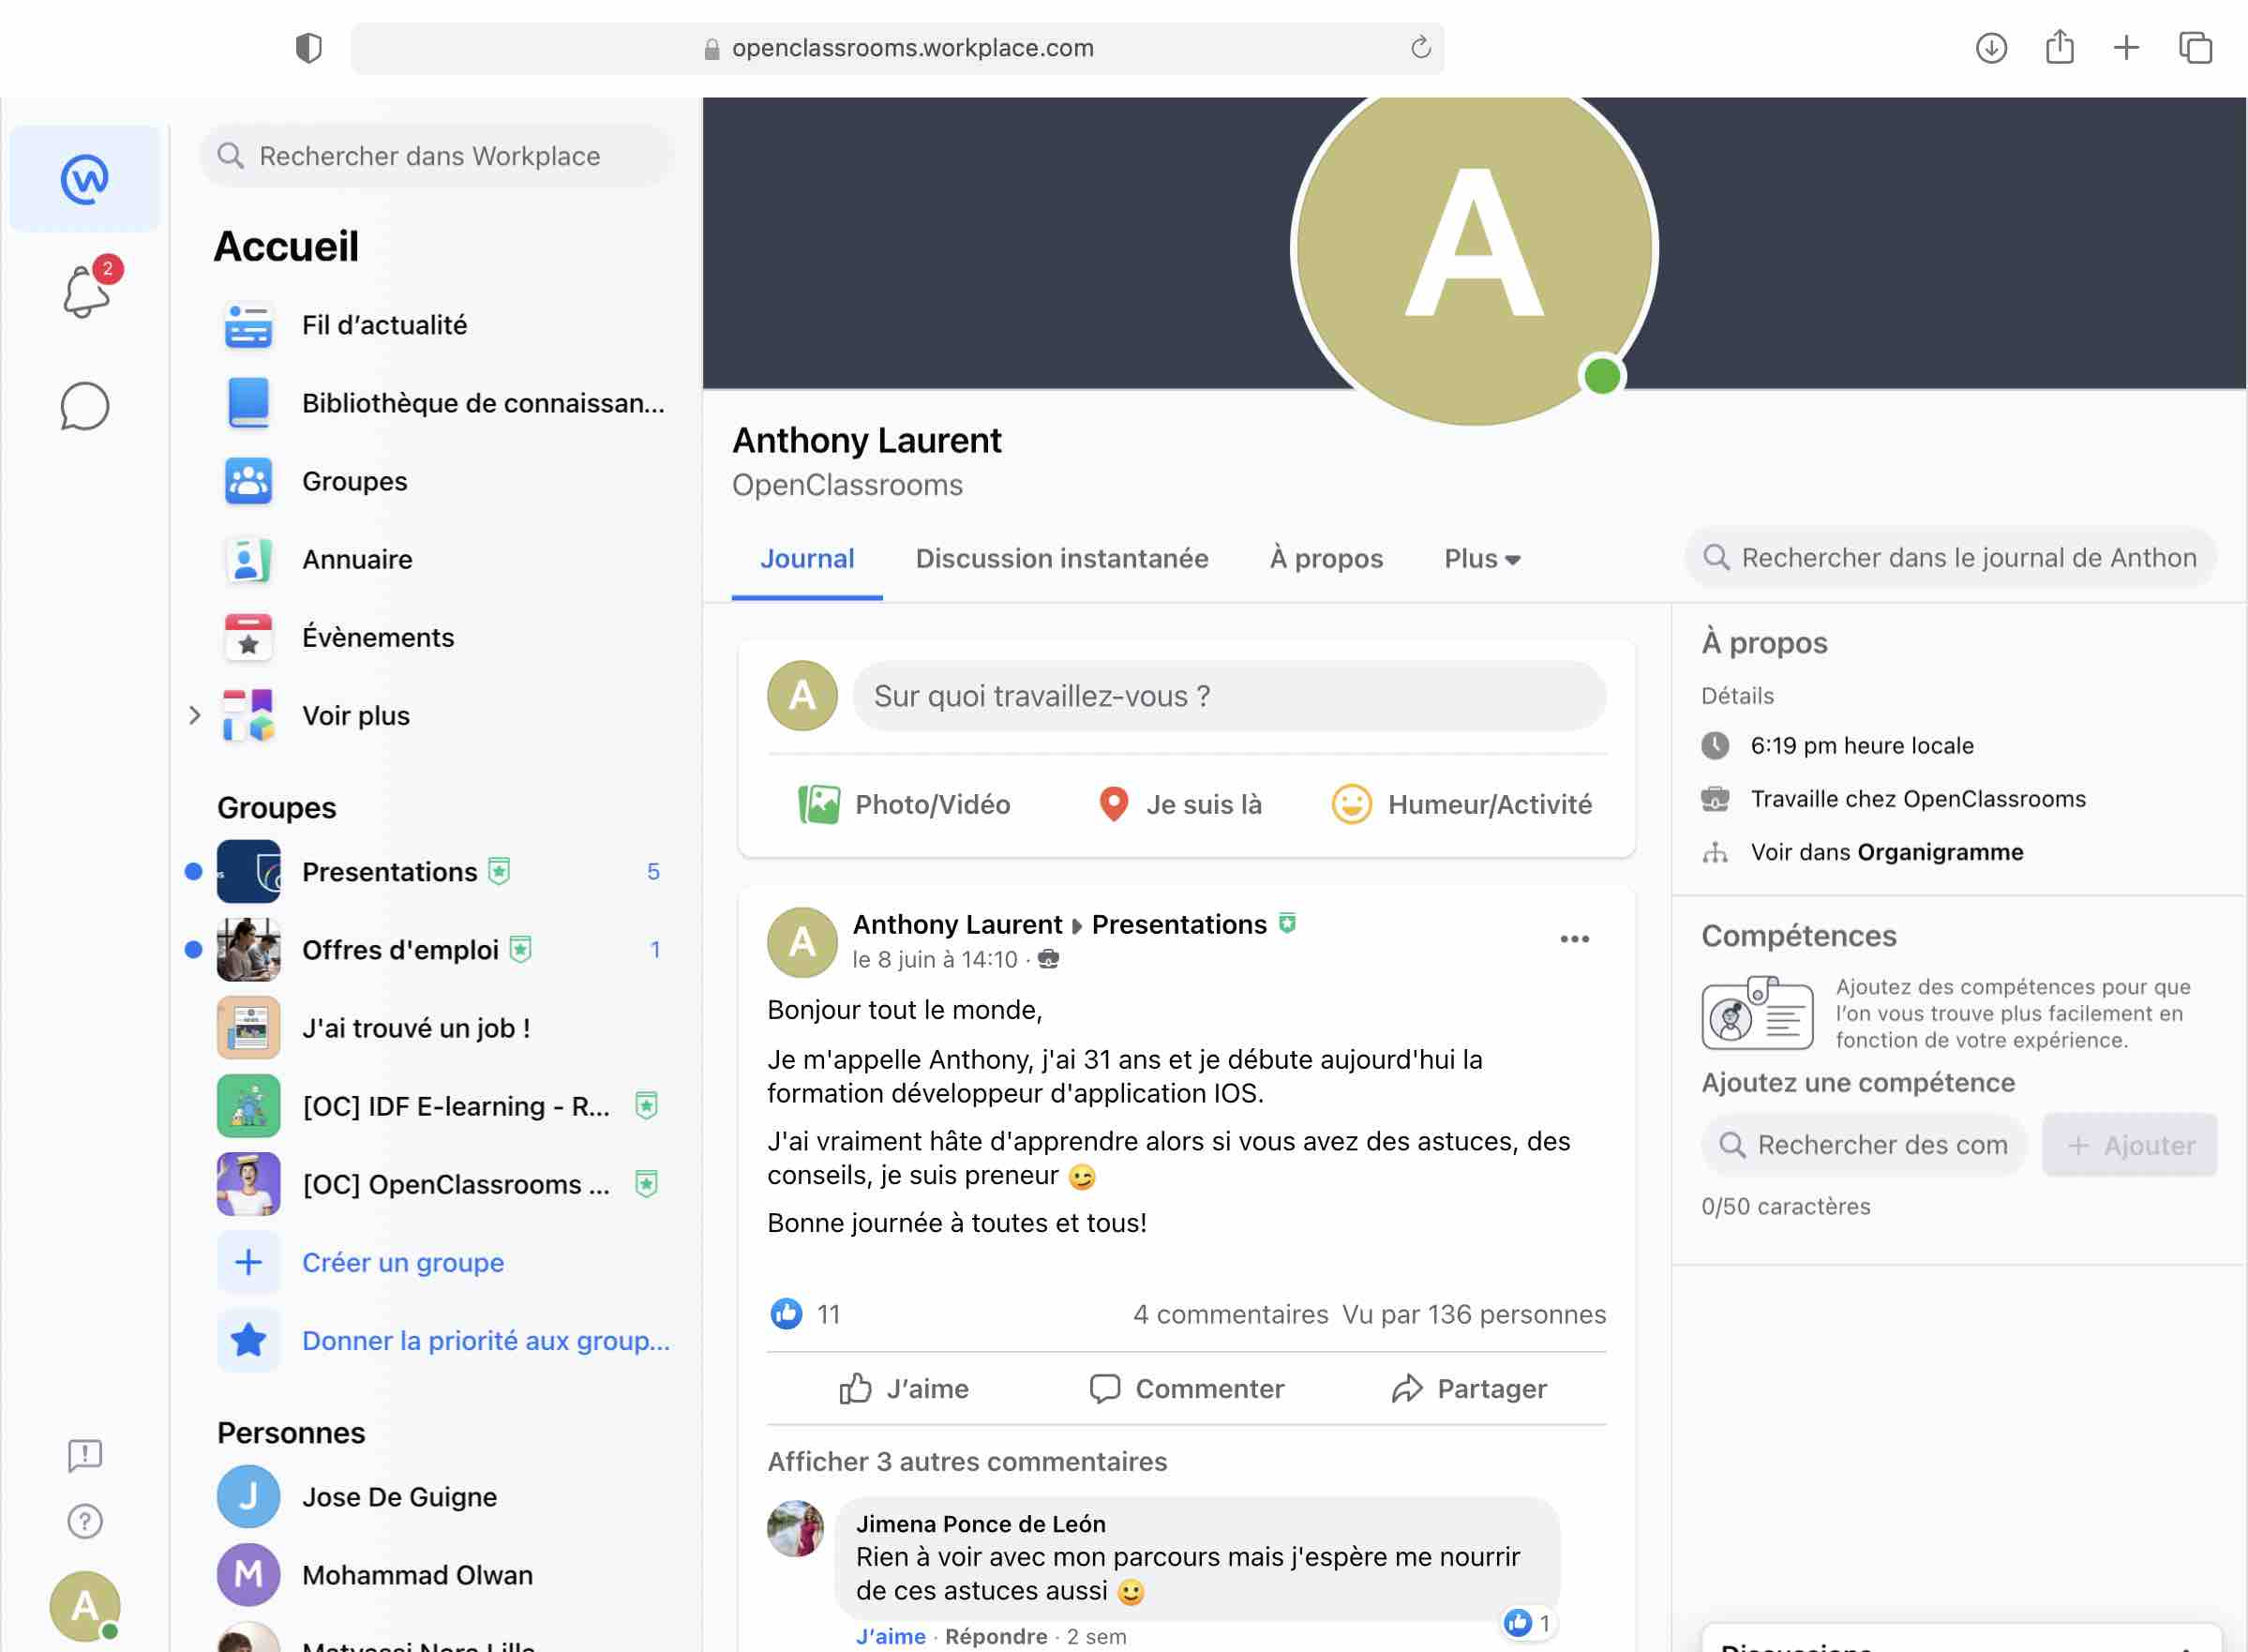 openclassrooms.workplace.com
2
Rechercher dans Workplace
Accueil
Fil d'actualité
Bibliothèque de connaissan...
Groupes
Annuaire
Évènements
Voir plus
Groupes
Presentations 5
Offres d'emploi 1
J'ai trouvé un job !
[OC] IDF E-learning - R...
[OC] OpenClassrooms ...
Créer un groupe
Donner la priorité aux group...
Personnes
J Jose De Guigne
M Mohammad Olwan
A
A
Anthony Laurent
OpenClassrooms
Journal Discussion instantanée À propos Plus
Rechercher dans le journal de Anthon
A Sur quoi travaillez-vous ?
Photo/Vidéo Je suis là Humeur/Activité
A Anthony Laurent Presentations
le 8 juin à 14:10 ·
Bonjour tout le monde,
Je m'appelle Anthony, j'ai 31 ans et je débute aujourd'hui la
formation développeur d'application IOS.
J'ai vraiment hâte d'apprendre alors si vous avez des astuces, des
conseils, je suis preneur 😉
Bonne journée à toutes et tous!
11 4 commentaires Vu par 136 personnes
J'aime Commenter Partager
Afficher 3 autres commentaires
Jimena Ponce de León
Rien à voir avec mon parcours mais j'espère me nourrir
de ces astuces aussi 🙂
1
J'aime · Répondre · 2 sem
À propos
Détails
6:19 pm heure locale
Travaille chez OpenClassrooms
Voir dans Organigramme
Compétences
Ajoutez des compétences pour que
l'on vous trouve plus facilement en
fonction de votre expérience.
Ajoutez une compétence
Rechercher des com + Ajouter
0/50 caractères
Discussions